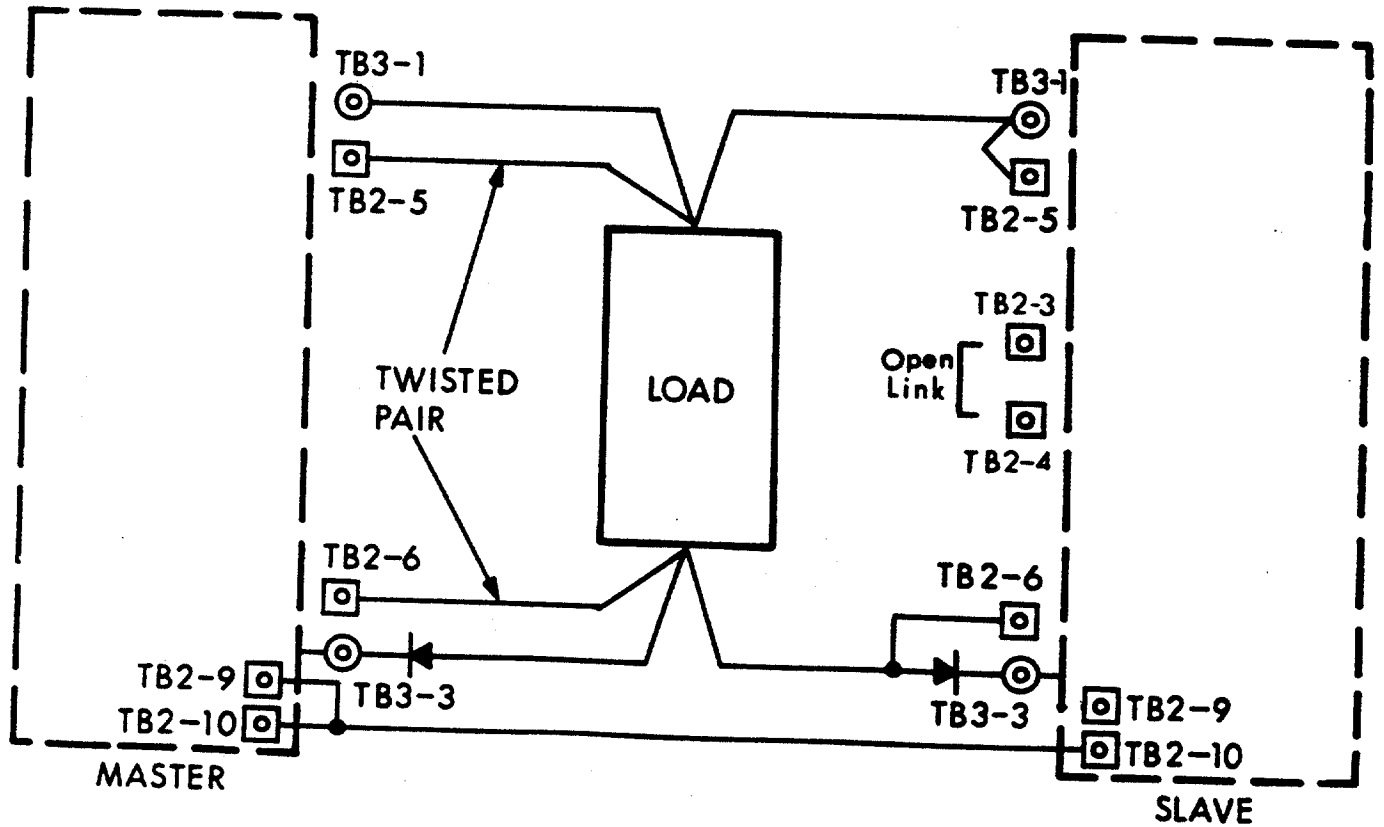 TB3-1
TB3-1
TB2-5
TB2-5
TB2-3
Open
Link
TWISTED
PAIR
LOAD
TB2-4
TB2-6
TB2-6
TB2-9
TB3-3
TB3-3
TB2-9
TB2-10
TB2-10
MASTER
SLAVE